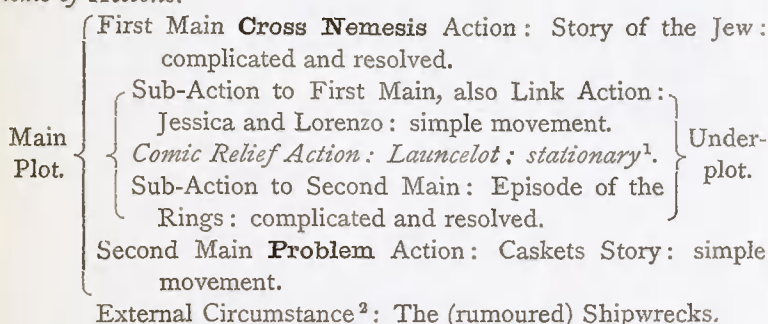 First Main Cross Nemesis Action : Story of the Jew :
complicated and resolved.
Sub-Action to First Main, also Link Action :
Jessica and Lorenzo : simple movement.
Main
Plot.
Comic Relief Action : Launcelot ; stationary¹.
Under-
plot.
Sub-Action to Second Main : Episode of the
Rings : complicated and resolved.
Second Main Problem Action : Caskets Story : simple
movement.
External Circumstance² : The (rumoured) Shipwrecks.